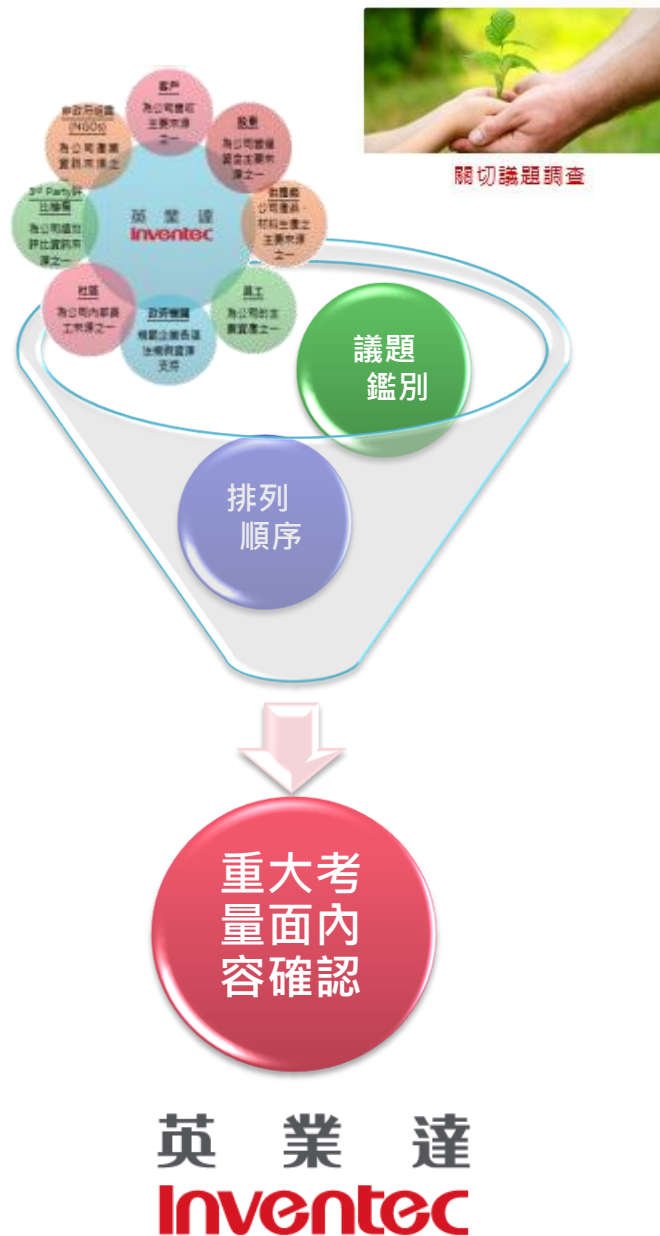 客戶
為公司營收
主要來源
之一
股東
為公司營運
資金主要來
源之一
供應商
公司產品、
材料生產之
主要來源
之一
員工
為公司的主
要資產之一
政府機關
規範企業各項
法規與資源
支持
社區
為公司內部員
工來源之一
3rd Party評
比機構
為公司績效
評比資訊來
源之一
非政府組織
(NGOs)
為公司產業
資訊來源之
一
英業達
Inventec
關切議題調查
議題
鑑別
排列
順序
重大考
量面內
容確認
英業達
Inventec